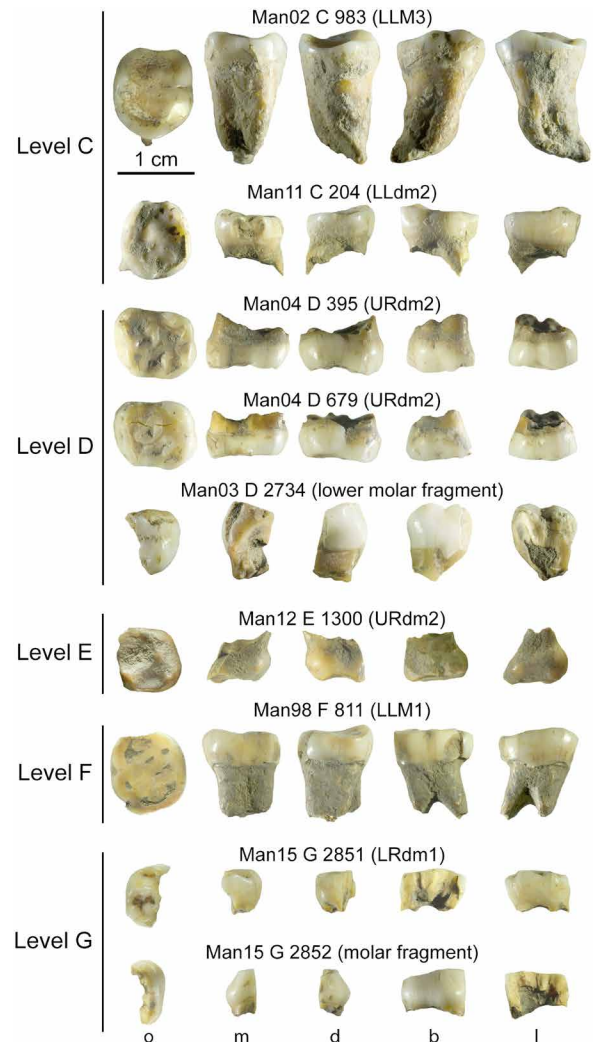 Man02 C 983 (LLM3)
Level C
1 cm
Man11 C 204 (LLdm2)
Man04 D 395 (URdm2)
Man04 D 679 (URdm2)
Level D
Man03 D 2734 (lower molar fragment)
Man12 E 1300 (URdm2)
Level E
Man98 F 811 (LLM1)
Level F
Man15 G 2851 (LRdm1)
Level G
Man15 G 2852 (molar fragment)
o m d b l